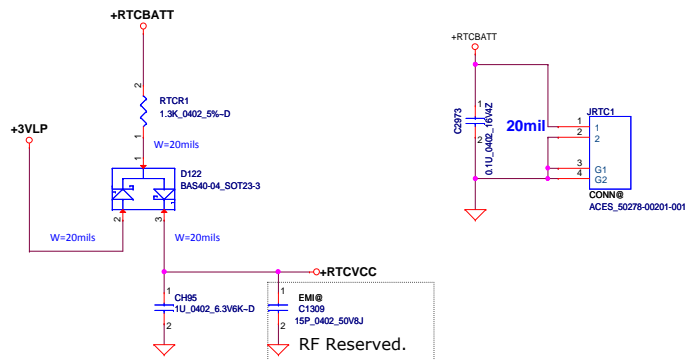 +RTCBATT
2
RTCR1
1.3K_0402_5%~D
1
W=20mils
+3VLP
1
D122
BAS40-04_SOT23-3
2
3
W=20mils
W=20mils
+RTCVCC
1
CH95
1U_0402_6.3V6K~D
2
1
EMI@
C1309
15P_0402_50V8J
2
RF Reserved.
+RTCBATT
1
2
C2973
0.1U_0402_16V4Z
20mil
JRTC1
1
2
3
4
1
2
G1
G2
CONN@
ACES_50278-00201-001